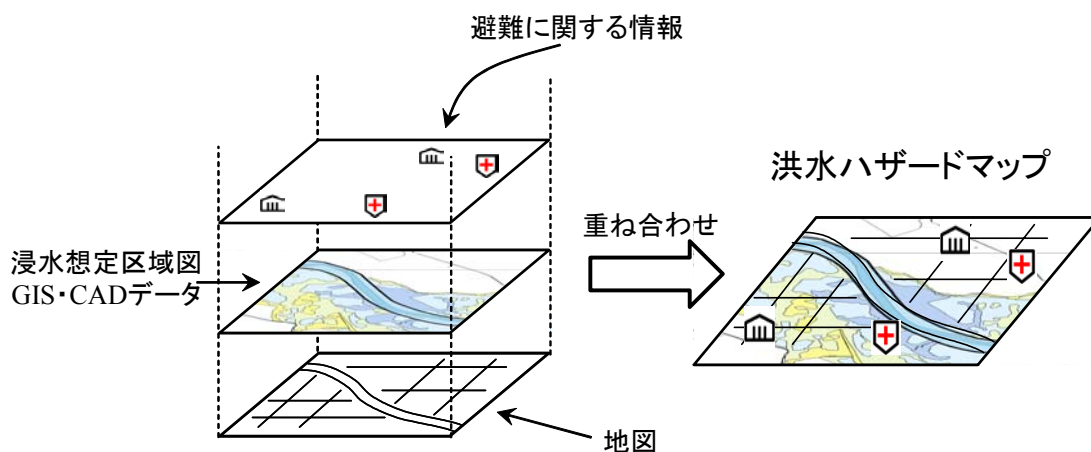 避難に関する情報
洪水ハザードマップ
重ね合わせ
浸水想定区域図
GIS・CADデータ
地図